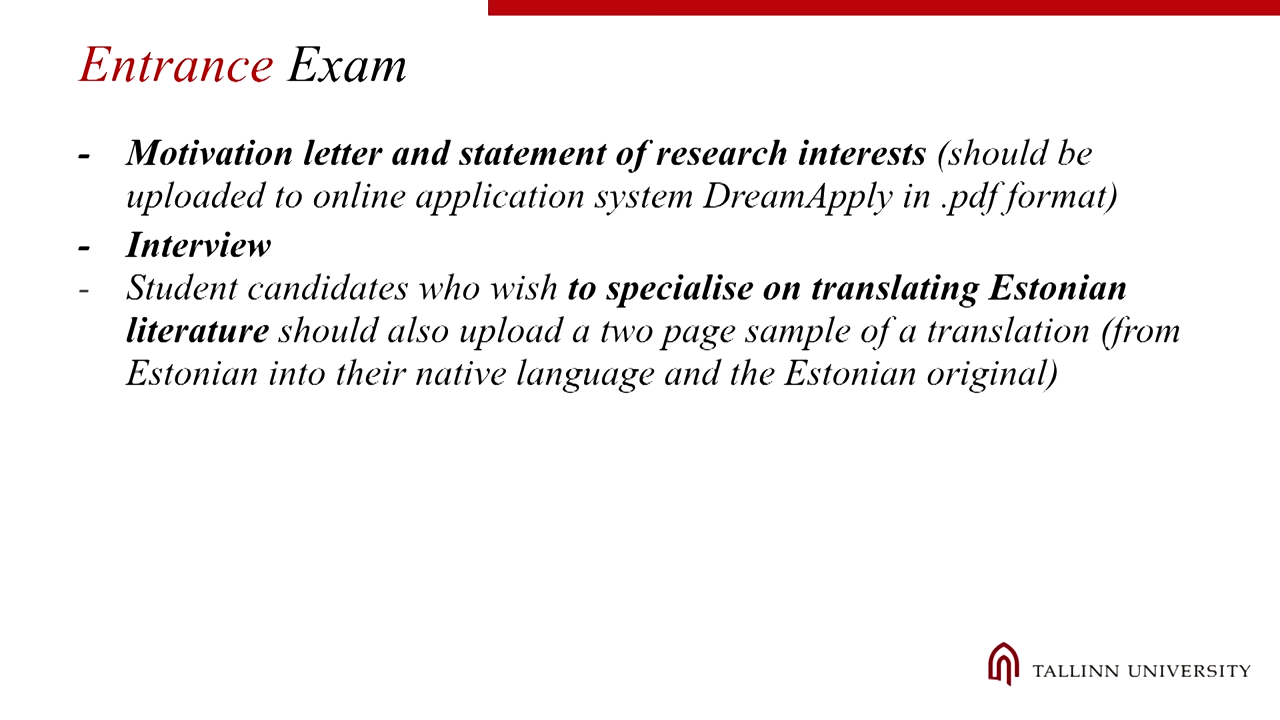 Entrance Exam
- Motivation letter and statement of research interests (should be
uploaded to online application system DreamApply in .pdf format)
- Interview
- Student candidates who wish to specialise on translating Estonian
literature should also upload a two page sample of a translation (from
Estonian into their native language and the Estonian original)
TALLINN UNIVERSITY